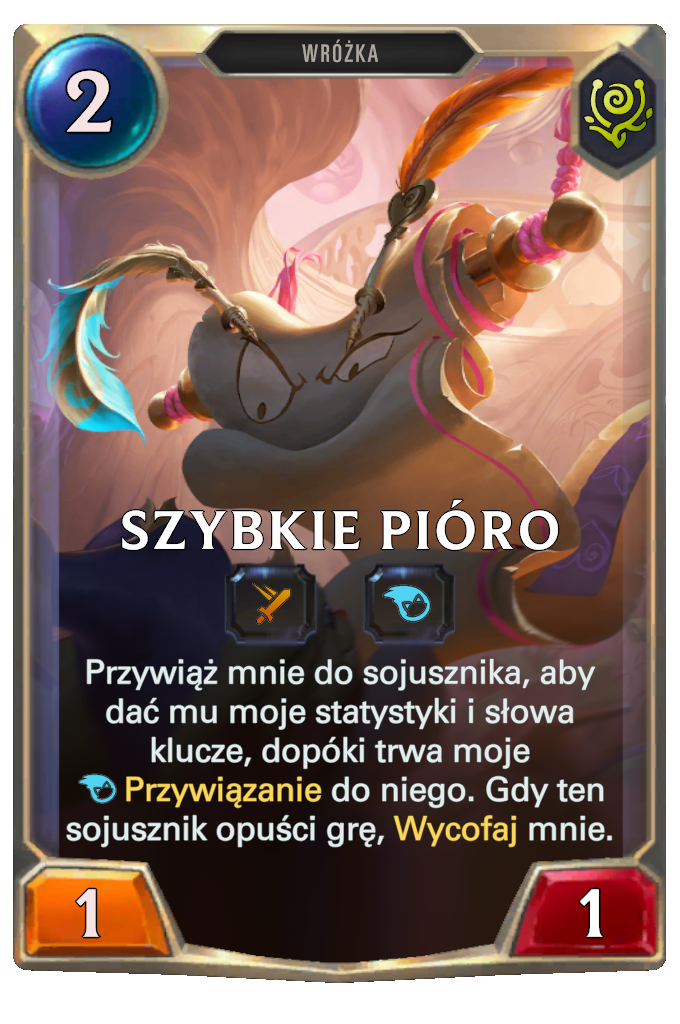 WRÓŻKA
2
SZYBKIE PIÓRO
Przywiąż mnie do sojusznika, aby
dać mu moje statystyki i słowa
klucze, dopóki trwa moje
Przywiązanie do niego. Gdy ten
sojusznik opuści grę, Wycofaj mnie.
1
1